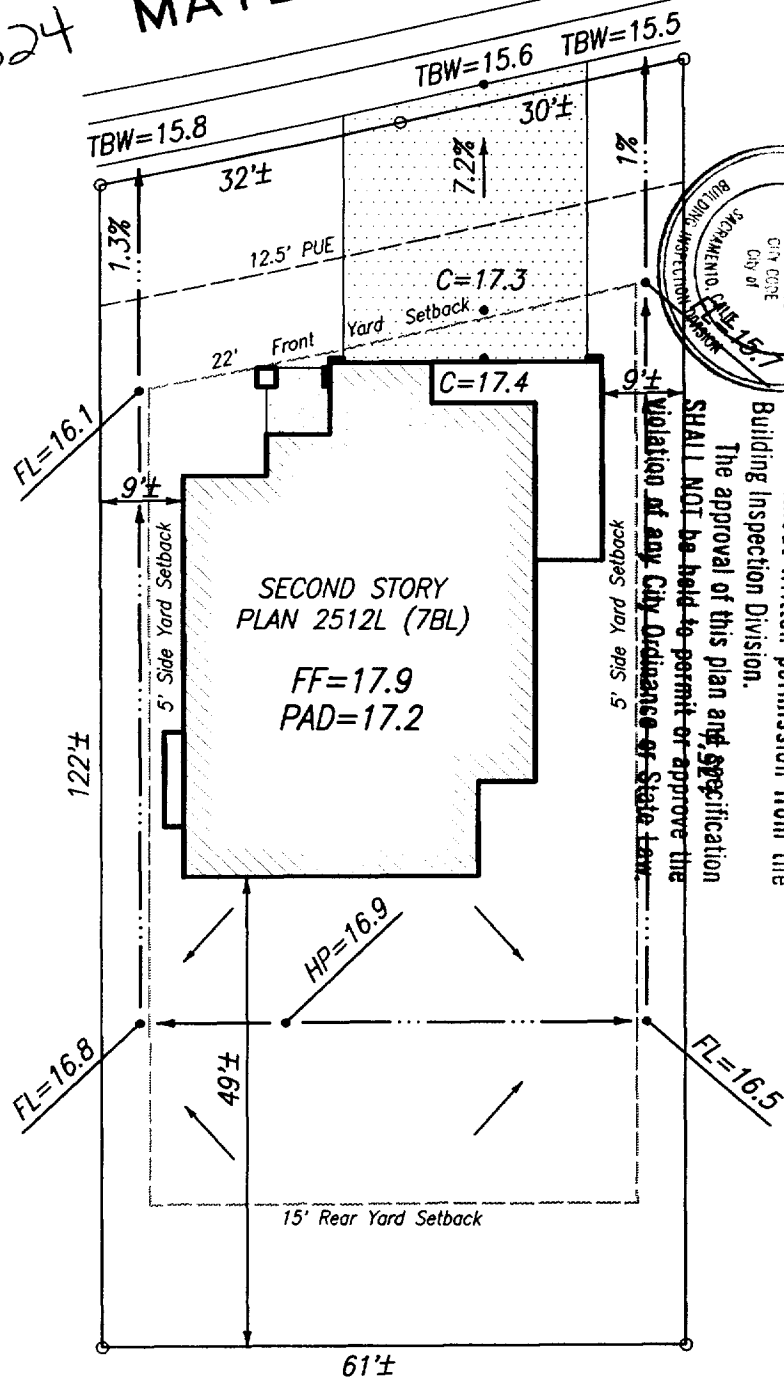 TBW=15.8
TBW=15.6
TBW=15.5
32'±
30'±
1.3%
7.2%
1%
12.5' PUE
C=17.3
22' Front Yard Setback
C=17.4
9'±
9'±
FL=16.1
BUILDING INSPECTION DIVISION
SACRAMENTO, CALIF.
City of
Building Inspection Division.
The approval of this plan and specification
SHALL NOT be held to permit or approve the
violation of any City Ordinance or State Law.
5' Side Yard Setback
5' Side Yard Setback
SECOND STORY
PLAN 2512L (7BL)
FF=17.9
PAD=17.2
122'±
HP=16.9
FL=16.8
FL=16.5
49'±
15' Rear Yard Setback
61'±